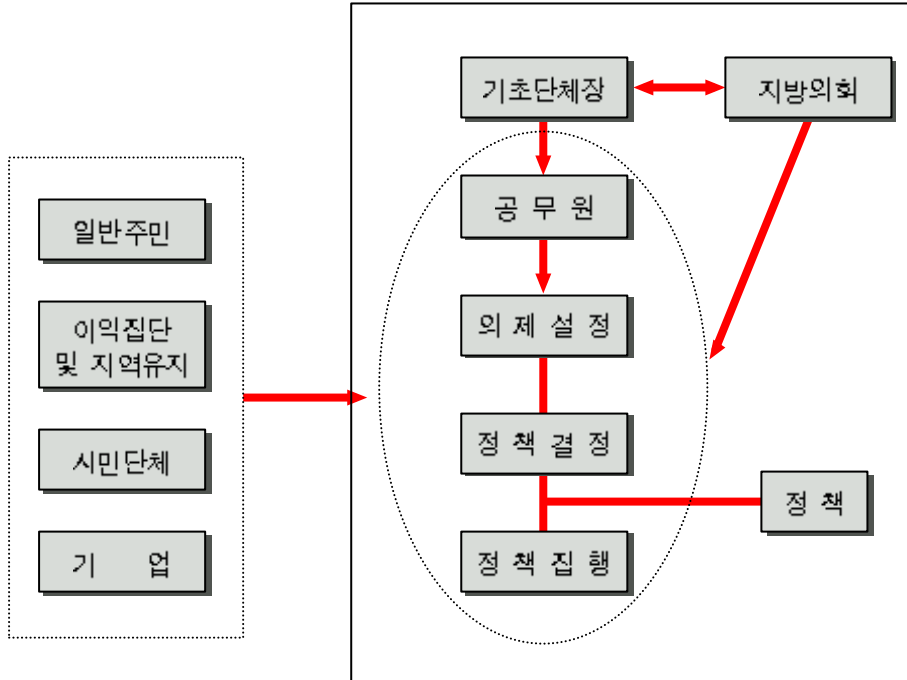 기초단체장
지방의회
공 무 원
일반주민
의 제 설 정
이익집단
및 지역유지
정 책 결 정
시민단체
정 책
기 업
정 책 집 행